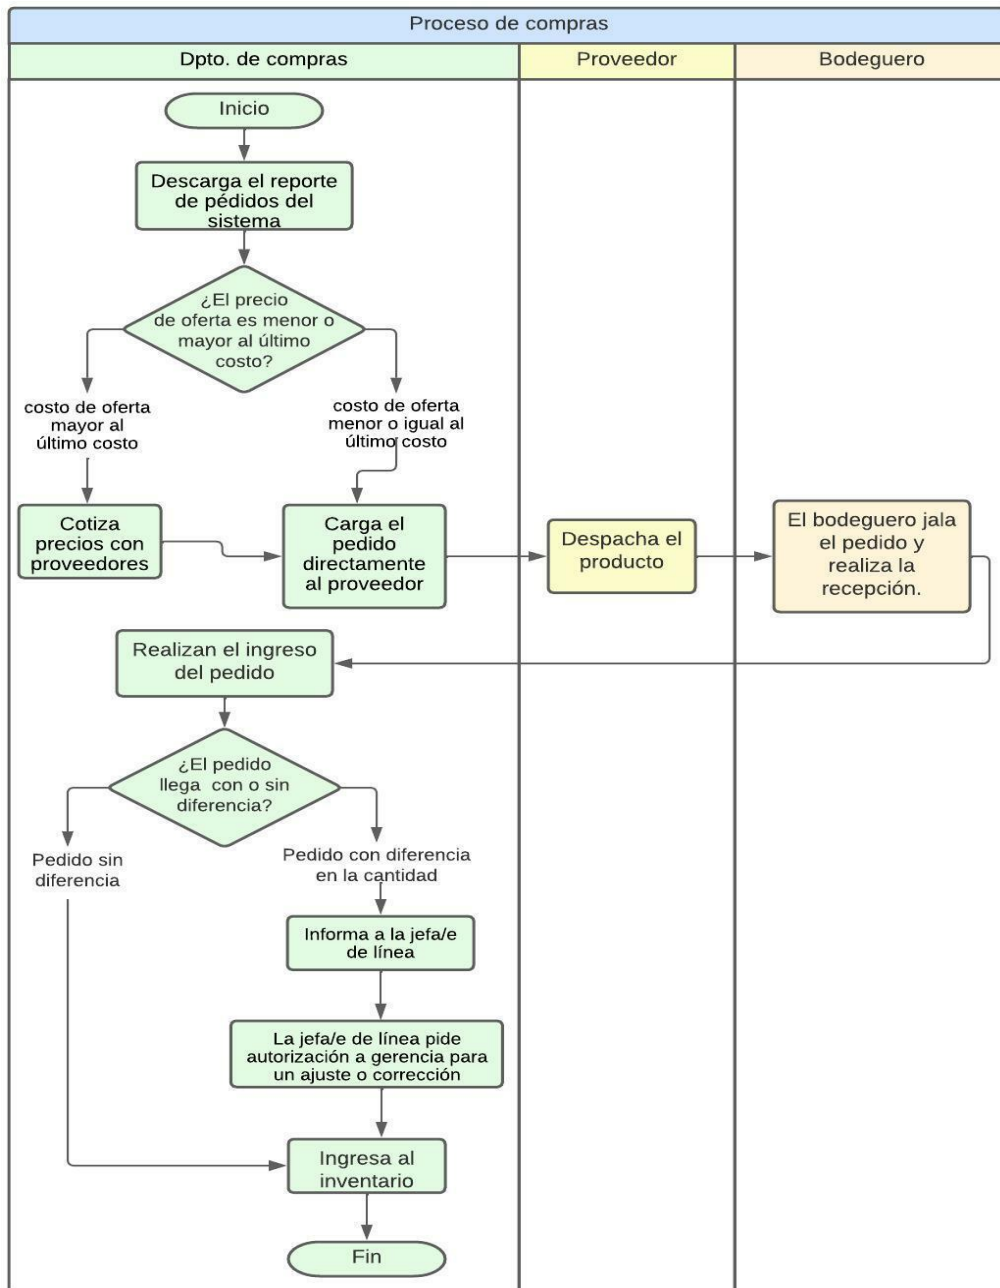 Proceso de compras
Dpto. de compras
Proveedor
Bodeguero
Inicio
Descarga el reporte
de pédidos del
sistema
¿El precio
de oferta es menor o
mayor al último
costo?
costo de oferta
mayor al
último costo
costo de oferta
menor o igual al
último costo
Cotiza
precios con
proveedores
Carga el
pedido
directamente
al proveedor
Despacha el
producto
El bodeguero jala
el pedido y
realiza la
recepción.
Realizan el ingreso
del pedido
¿El pedido
llega con o sin
diferencia?
Pedido sin
diferencia
Pedido con diferencia
en la cantidad
Informa a la jefa/e
de línea
La jefa/e de línea pide
autorización a gerencia para
un ajuste o corrección
Ingresa al
inventario
Fin